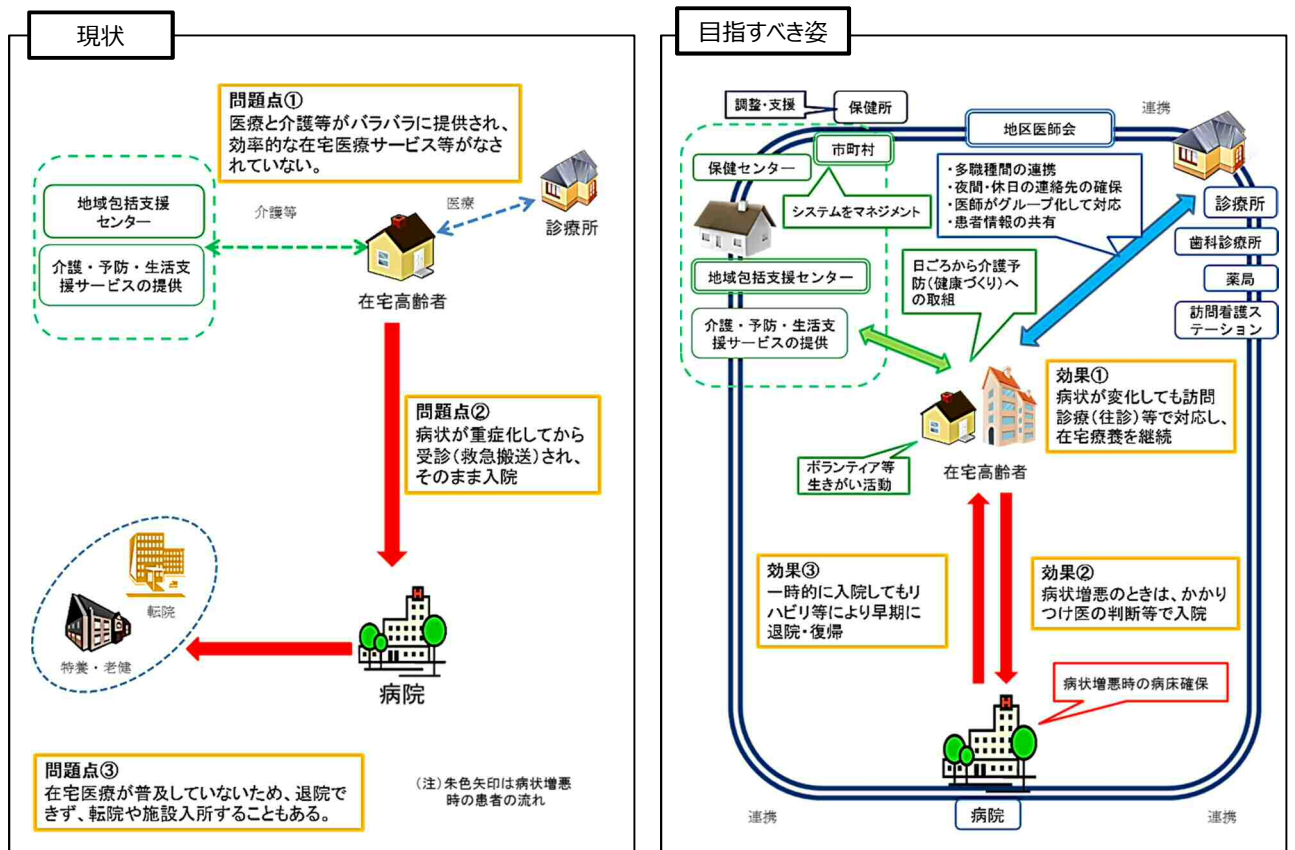 現状
問題点①
医療と介護等がバラバラに提供され、
効率的な在宅医療サービス等がなさ
れていない。
地域包括支援
センター
介護・予防・生活支
援サービスの提供
介護等
医療
診療所
在宅高齢者
問題点②
病状が重症化してから
受診(救急搬送)され、
そのまま入院
転院
特養・老健
病院
問題点③
在宅医療が普及していないため、退院で
きず、転院や施設入所することもある。
(注)朱色矢印は病状増悪
時の患者の流れ
目指すべき姿
調整・支援
保健所
連携
地区医師会
市町村
保健センター
システムをマネジメント
・多職種間の連携
・夜間・休日の連絡先の確保
・医師がグループ化して対応
・患者情報の共有
診療所
歯科診療所
薬局
訪問看護ス
テーション
地域包括支援センター
日ごろから介護予
防(健康づくり)へ
の取組
介護・予防・生活支
援サービスの提供
効果①
病状が変化しても訪問
診療(往診)等で対応し、
在宅療養を継続
ボランティア等
生きがい活動
在宅高齢者
効果③
一時的に入院してもリ
ハビリ等により早期に
退院・復帰
効果②
病状増悪のときは、かかり
つけ医の判断等で入院
病状増悪時の病床確保
連携
病院
連携